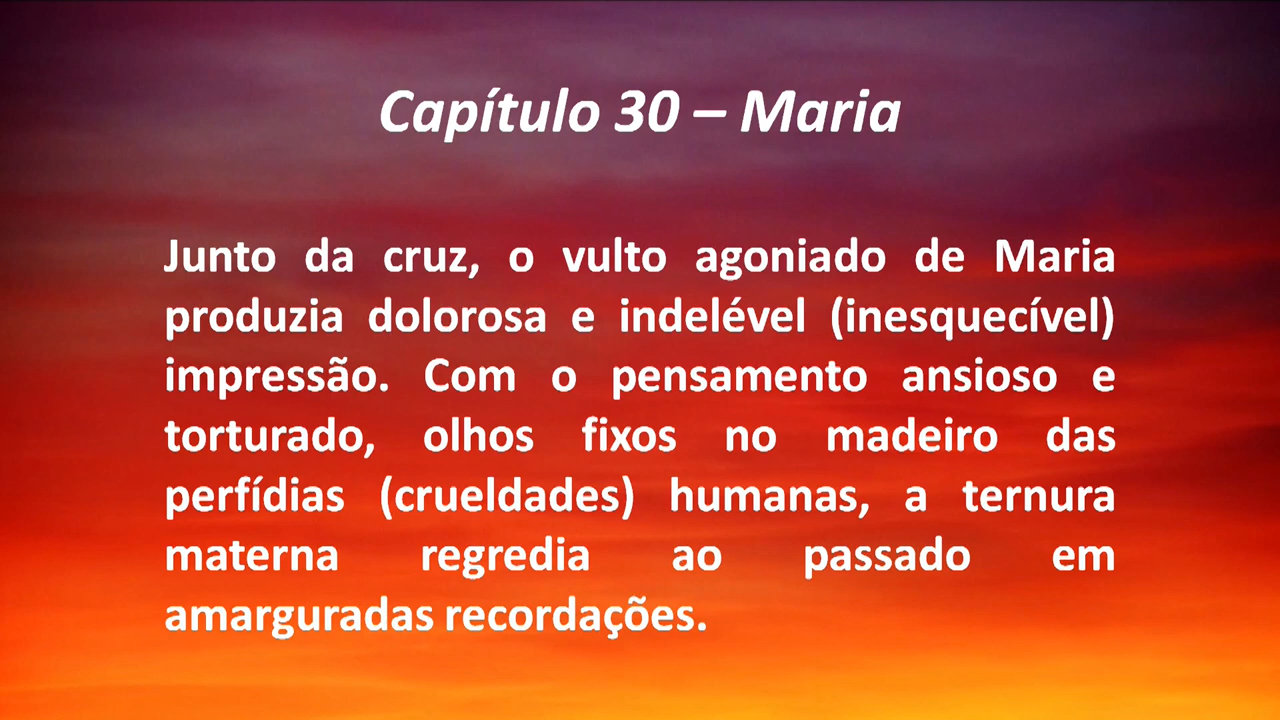 Capítulo 30 – Maria
Junto da cruz, o vulto agoniado de Maria
produzia dolorosa e indelével (inesquecível)
impressão. Com o pensamento ansioso e
torturado, olhos fixos no madeiro das
perfídias (crueldades) humanas, a ternura
materna regredia ao passado em
amarguradas recordações.